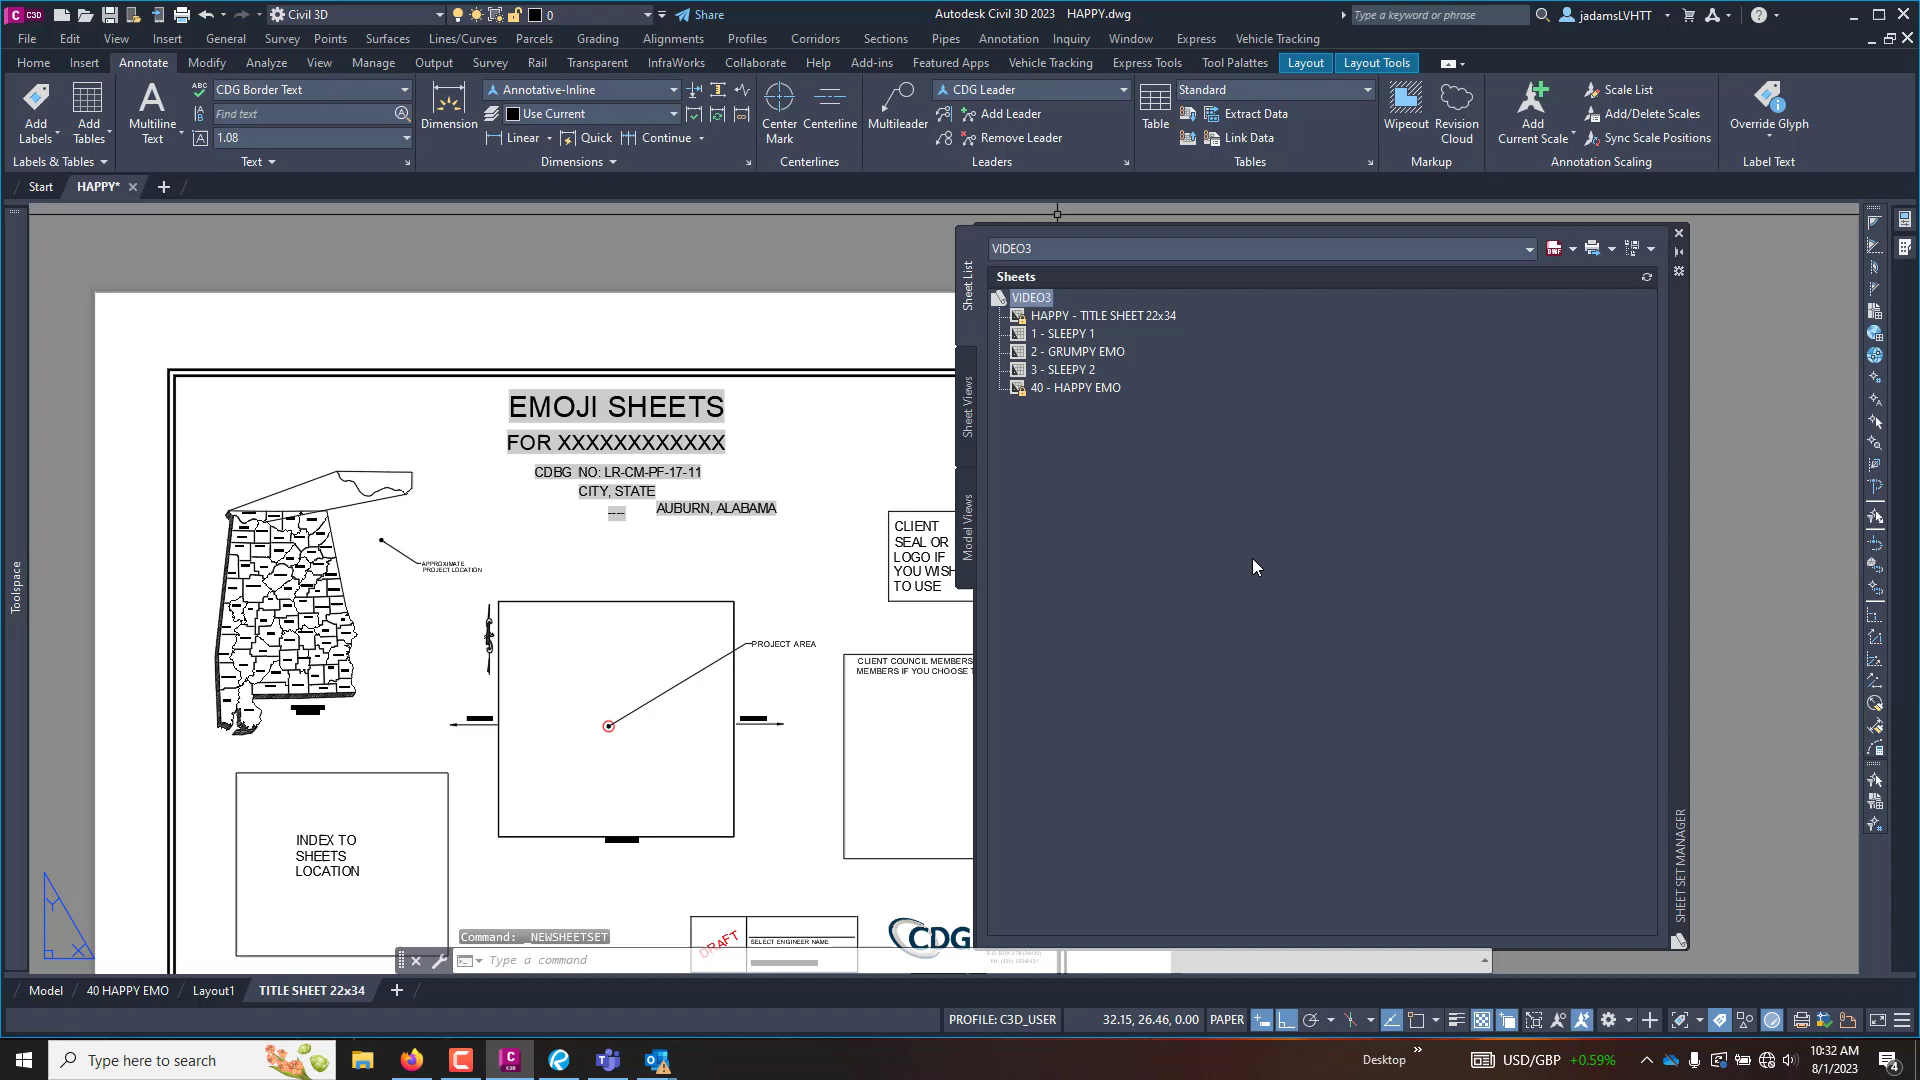 C3D
Civil 3D
0
Share
Autodesk Civil 3D 2023 HAPPY.dwg
Type a keyword or phrase
jadamsLVHTT
File Edit View Insert General Survey Points Surfaces Lines/Curves Parcels Grading Alignments Profiles Corridors Sections Pipes Annotation Inquiry Window Express Vehicle Tracking
Home Insert Annotate Modify Analyze View Manage Output Survey Rail Transparent InfraWorks Collaborate Help Add-ins Featured Apps Vehicle Tracking Express Tools Tool Palettes Layout Layout Tools
Add Labels
Add Tables
Labels & Tables
Multiline Text
ABC
CDG Border Text
Find text
1.08
Text
Dimension
Annotative-Inline
Use Current
Linear Quick Continue
Dimensions
Center Mark
Centerline
Centerlines
Multileader
CDG Leader
Add Leader
Remove Leader
Leaders
Table
Standard
Extract Data
Link Data
Tables
Wipeout
Revision Cloud
Markup
Add Current Scale
Scale List
Add/Delete Scales
Sync Scale Positions
Annotation Scaling
Override Glyph
Label Text
Start HAPPY*
Toolspace
EMOJI SHEETS
FOR XXXXXXXXXXXX
CDBG NO: LR-CM-PF-17-11
CITY, STATE
----
AUBURN, ALABAMA
APPROXIMATE
PROJECT LOCATION
CLIENT
SEAL OR
LOGO IF
YOU WISH
TO USE
PROJECT AREA
CLIENT COUNCIL MEMBERS
MEMBERS IF YOU CHOOSE
INDEX TO
SHEETS
LOCATION
DRAFT
SELECT ENGINEER NAME
CDG
Y
X
Sheet List
Sheet Views
Model Views
VIDEO3
DWF
Sheets
VIDEO3
HAPPY - TITLE SHEET 22x34
1 - SLEEPY 1
2 - GRUMPY EMO
3 - SLEEPY 2
40 - HAPPY EMO
SHEET SET MANAGER
Command: _NEWSHEETSET
Type a command
Model 40 HAPPY EMO Layout1 TITLE SHEET 22x34
PROFILE: C3D_USER 32.15, 26.46, 0.00 PAPER
Type here to search
Desktop
USD/GBP +0.59%
10:32 AM
8/1/2023
4